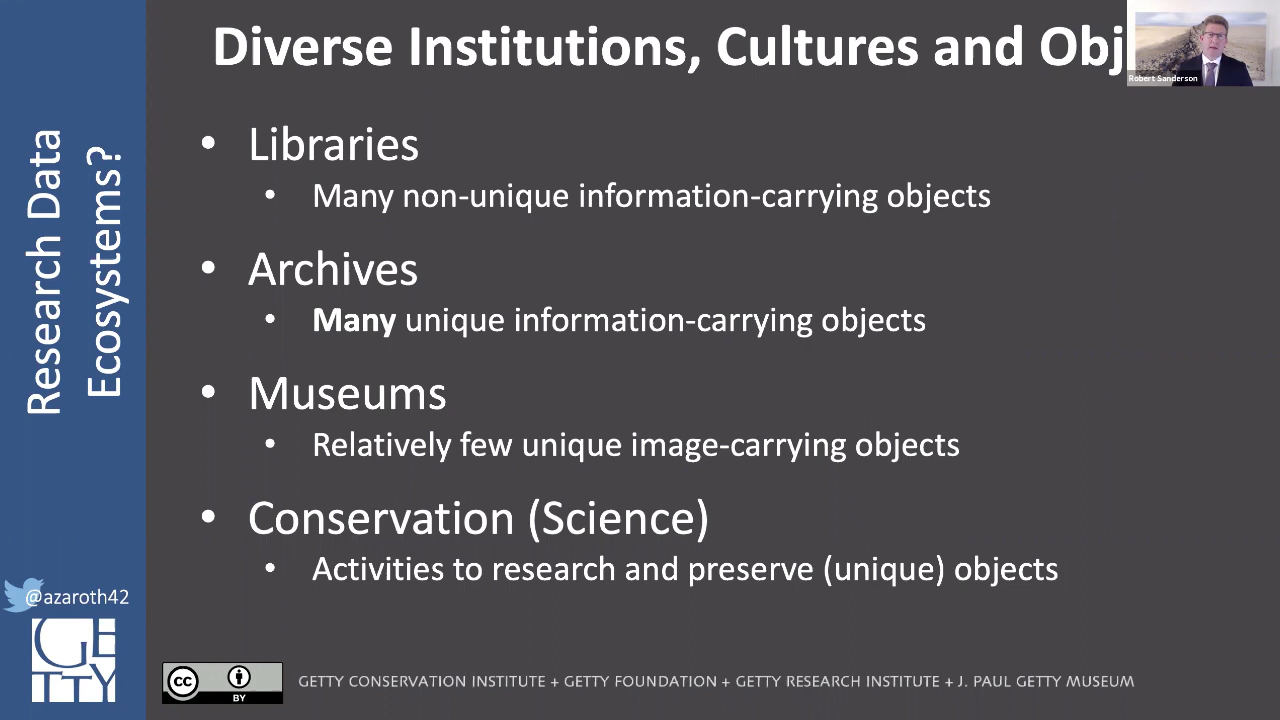 Diverse Institutions, Cultures and Obj
Robert Sanderson
Research Data
Ecosystems?
• Libraries
• Many non-unique information-carrying objects
• Archives
• Many unique information-carrying objects
• Museums
• Relatively few unique image-carrying objects
• Conservation (Science)
• Activities to research and preserve (unique) objects
@azaroth42
GETTY
cc
BY
GETTY CONSERVATION INSTITUTE + GETTY FOUNDATION + GETTY RESEARCH INSTITUTE + J. PAUL GETTY MUSEUM